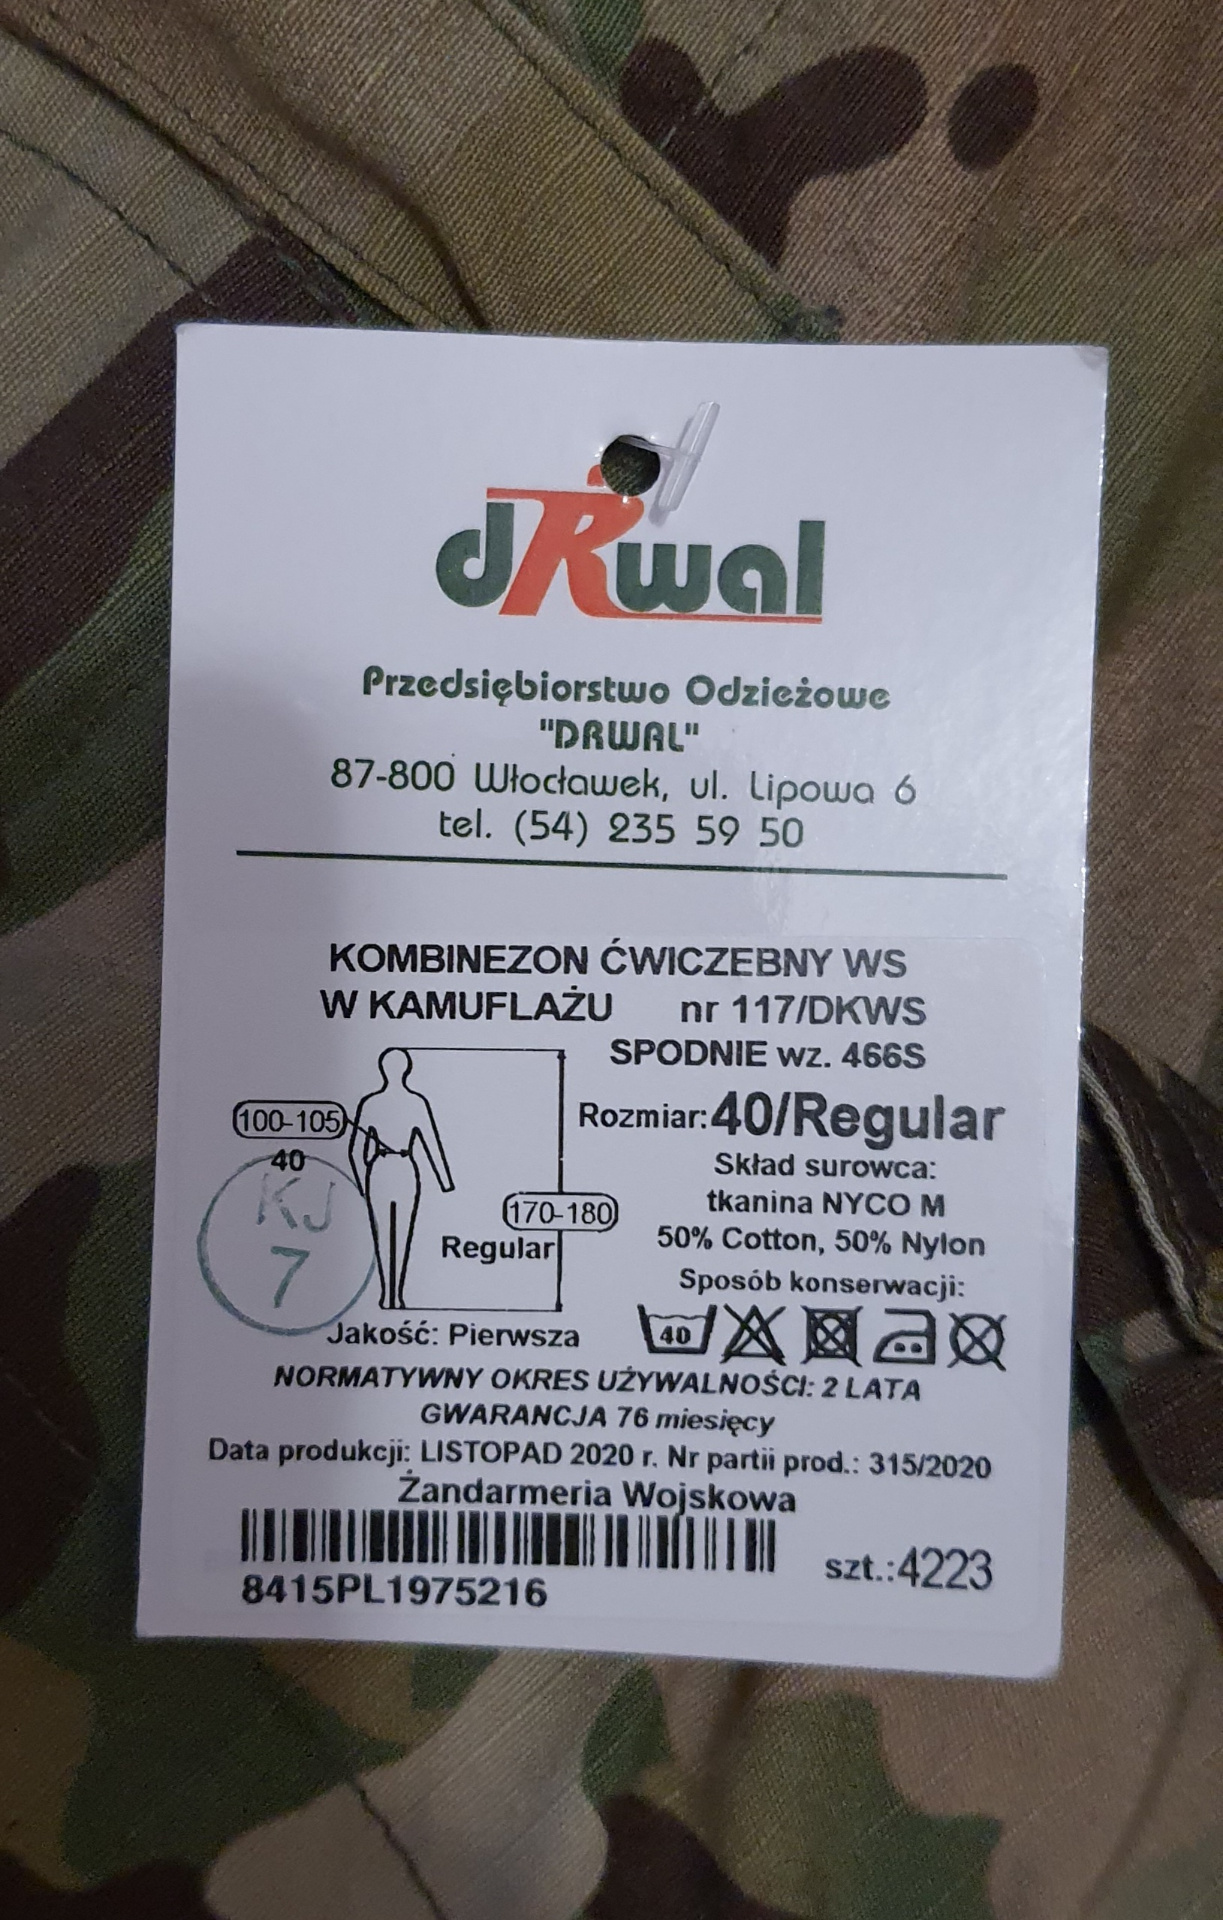 dRwal
Przedsiębiorstwo Odzieżowe
"DRWAL"
87-800 Włocławek, ul. Lipowa 6
tel. (54) 235 59 50
KOMBINEZON ĆWICZEBNY WS
W KAMUFLAŻU nr 117/DKWS
SPODNIE wz. 466S
100-105
Rozmiar: 40/Regular
40
Skład surowca:
tkanina NYCO M
KJ
7
170-180
Regular
50% Cotton, 50% Nylon
Sposób konserwacji:
40
Jakość: Pierwsza
NORMATYWNY OKRES UŻYWALNOŚCI: 2 LATA
GWARANCJA 76 miesięcy
Data produkcji: LISTOPAD 2020 r. Nr partii prod.: 315/2020
Żandarmeria Wojskowa
8415PL1975216
szt.:4223